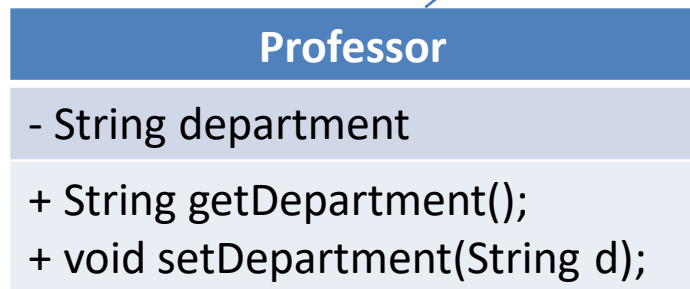 Professor
- String department
+ String getDepartment();
+ void setDepartment(String d);